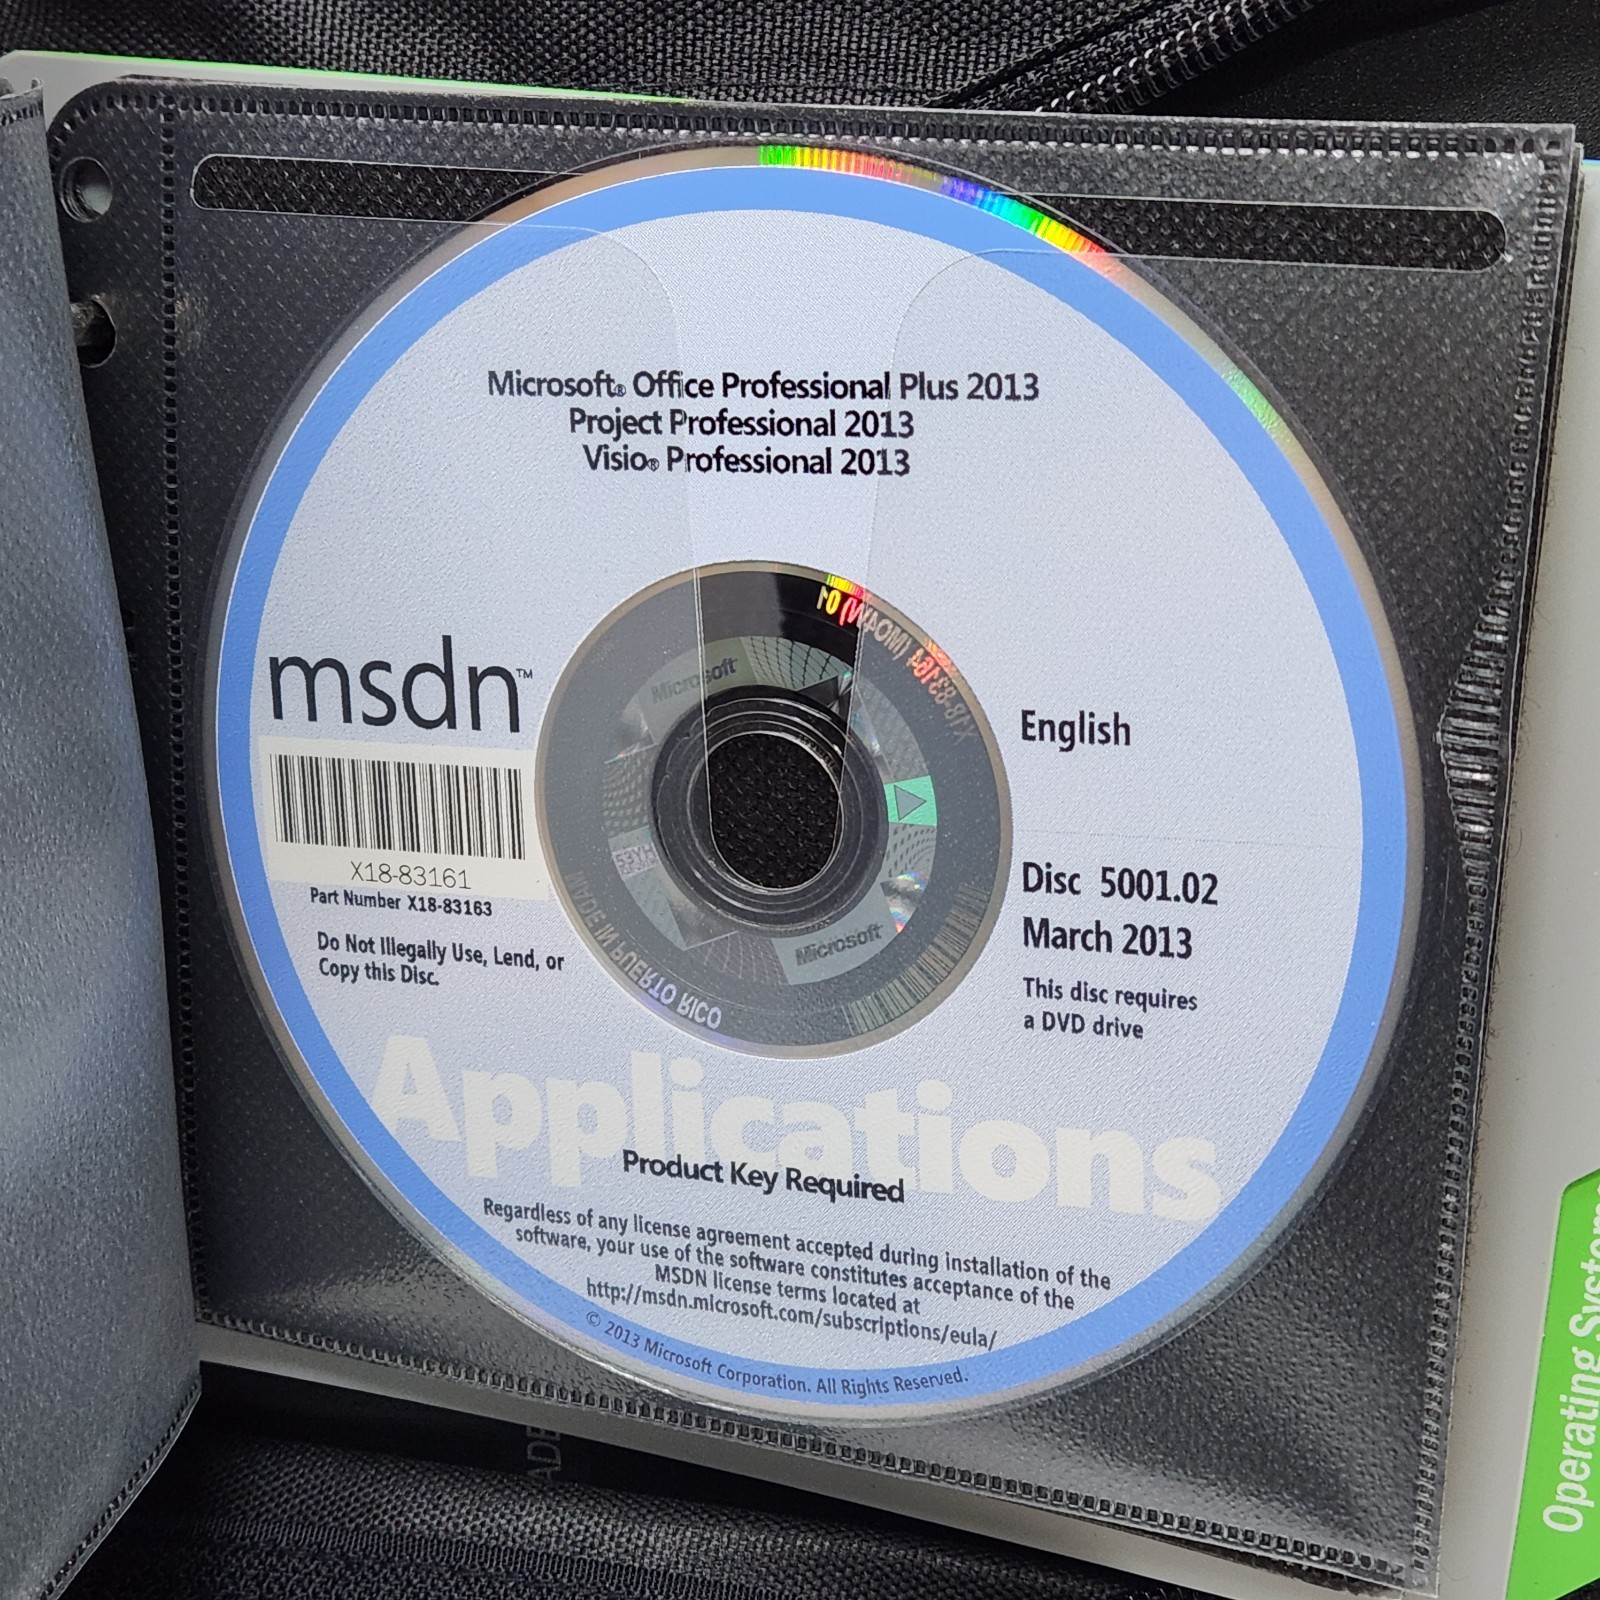 Microsoft® Office Professional Plus 2013
Project Professional 2013
Visio® Professional 2013
msdn™
X18-83161
Part Number X18-83163
Do Not Illegally Use, Lend, or
Copy this Disc.
English
Disc 5001.02
March 2013
This disc requires
a DVD drive
Microsoft
Microsoft
MADE IN PUERTO RICO
Applications
Product Key Required
Regardless of any license agreement accepted during installation of the
software, your use of the software constitutes acceptance of the
MSDN license terms located at
http://msdn.microsoft.com/subscriptions/eula/
© 2013 Microsoft Corporation. All Rights Reserved.
Operating